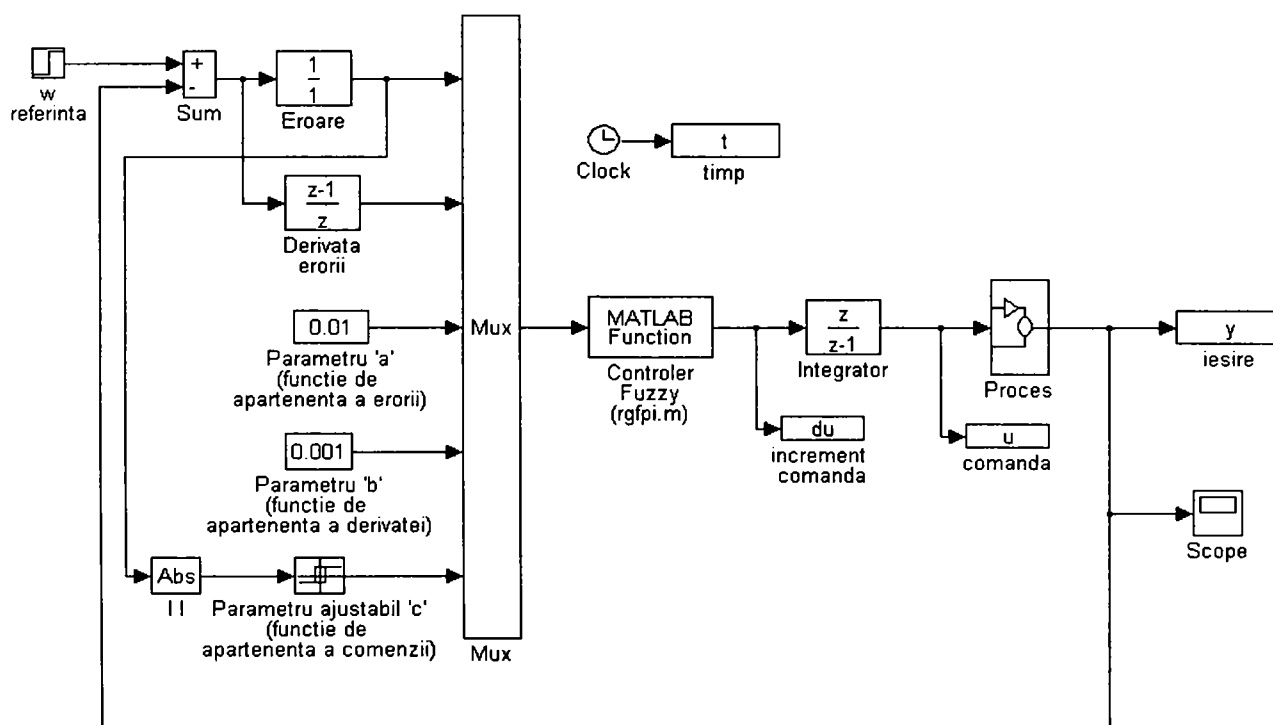 w
referinta
+
-
Sum
1
1
Eroare
z-1
z
Derivata
erorii
0.01
Parametru 'a'
(functie de
apartenenta a erorii)
0.001
Parametru 'b'
(functie de
apartenenta a derivatei)
Abs
I I
Parametru ajustabil 'c'
(functie de
apartenenta a comenzii)
Mux
Mux
Clock
t
timp
MATLAB
Function
Controler
Fuzzy
(rgfpi.m)
du
increment
comanda
z
z-1
Integrator
u
comanda
Proces
y
iesire
Scope